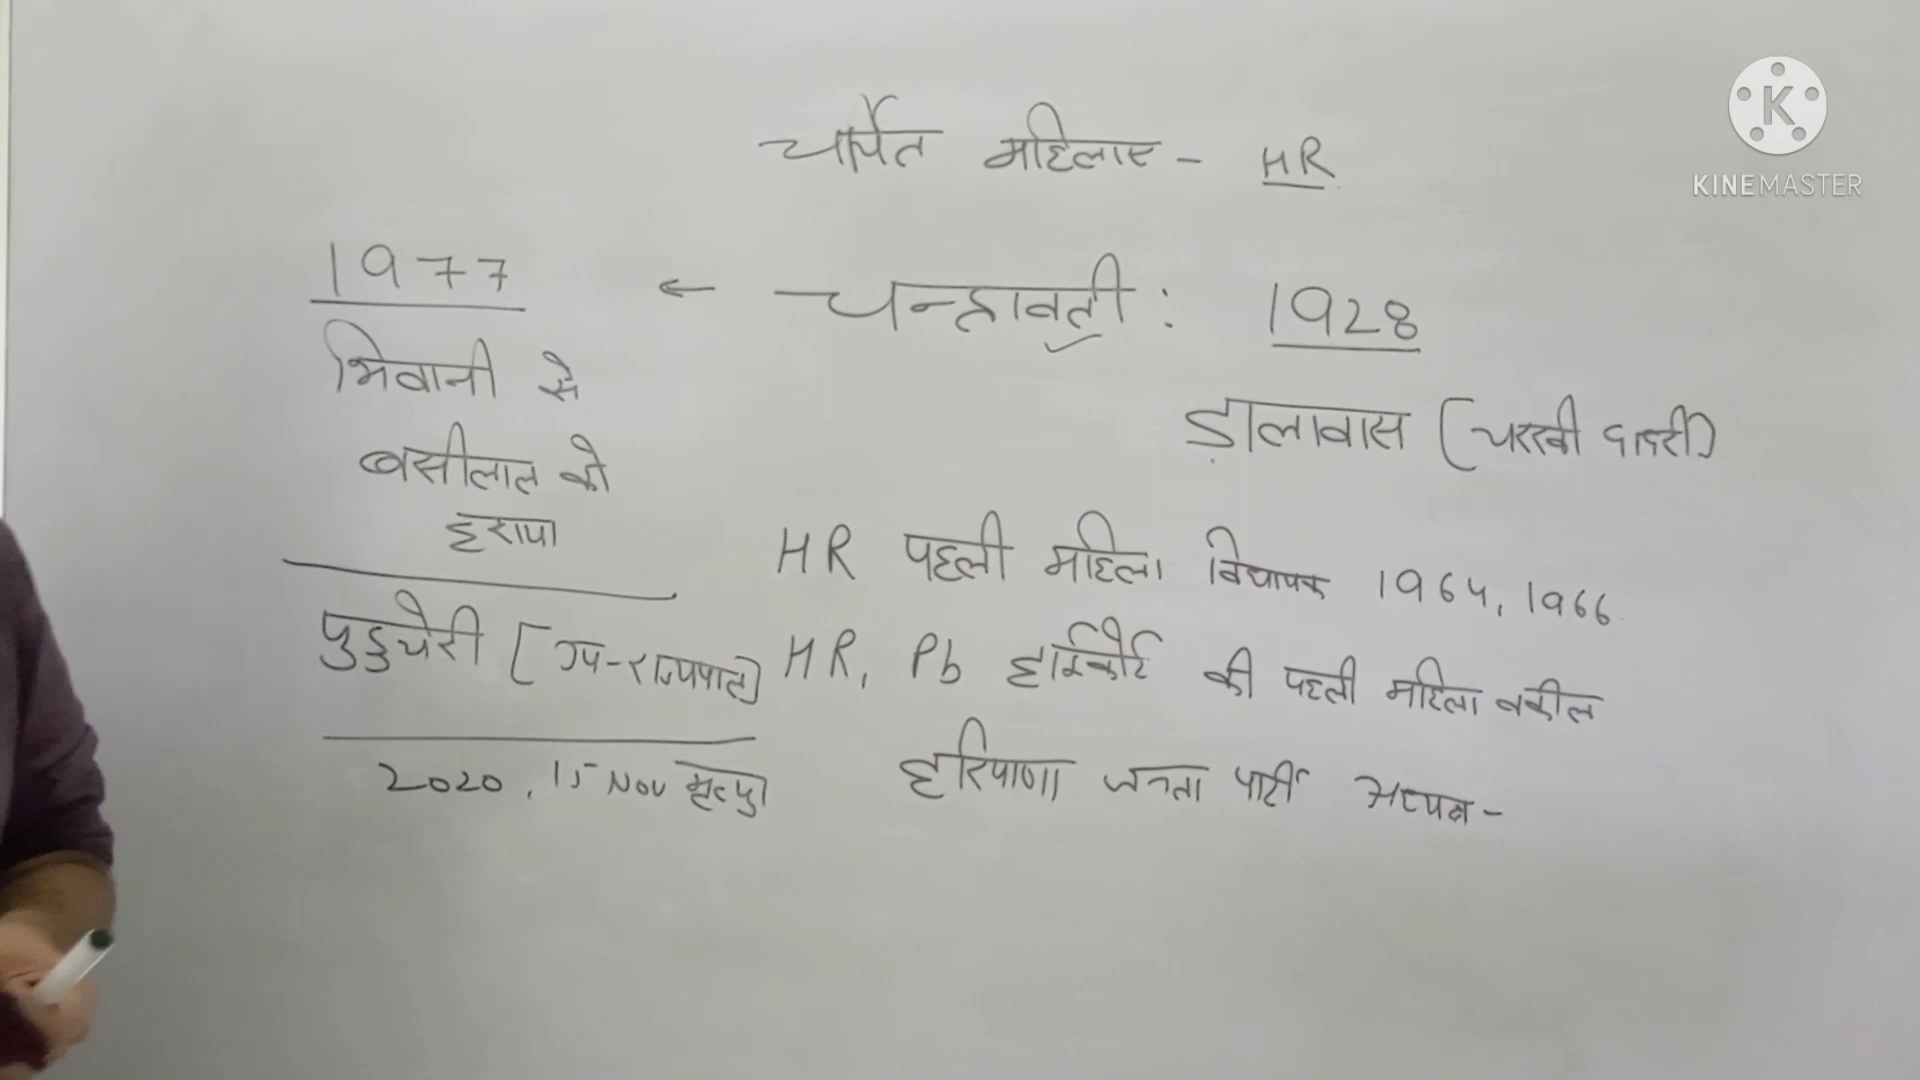 चर्चित महिलाए - HR
KINEMASTER
1977 ← चन्द्रावती : 1928
भिवानी से
बसीलाल को
हराया
डालावास (चरखी दादरी)
HR पहली महिला विधायक 1964, 1966
पुडुचेरी [उप-राज्यपाल]
HR, Pb हाईकोर्ट की पहली महिला वकील
2020, 15 Nov मृत्यु
हरियाणा जनता पार्टी अध्यक्ष -